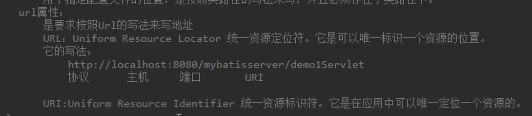 url属性:
是要求按照Url的写法来写地址
URL: Uniform Resource Locator 统一资源定位符。它是可以唯一标识一个资源的位置。
它的写法:
http://localhost:8080/mybatisserver/demo1Servlet
协议 主机 端口 URI
URI:Uniform Resource Identifier 统一资源标识符。它是在应用中可以唯一定位一个资源的。